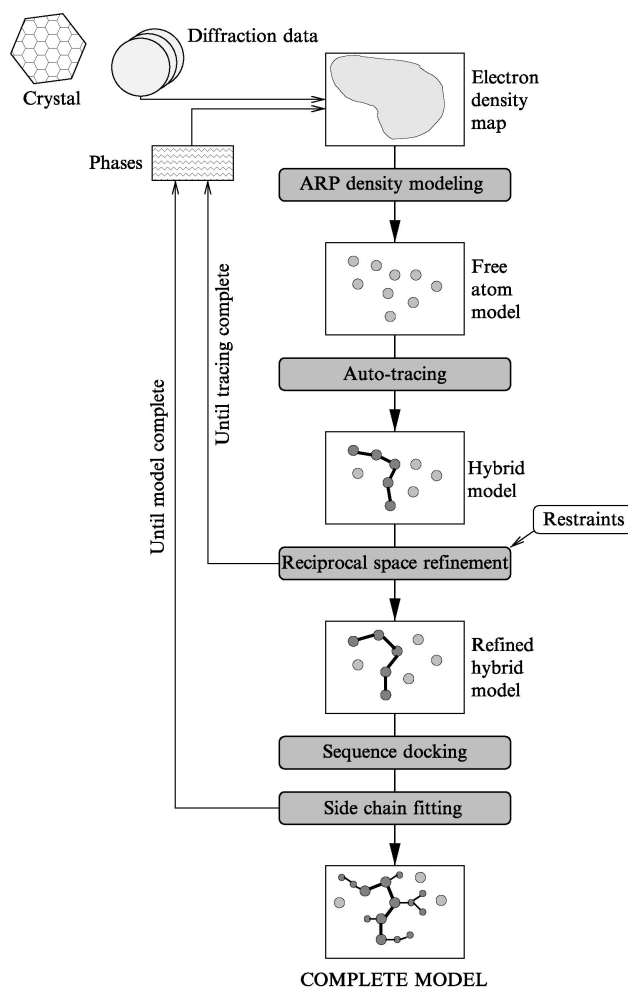 Diffraction data
Crystal
Electron
density
map
Phases
ARP density modeling
Free
atom
model
Until tracing complete
Until model complete
Auto-tracing
Hybrid
model
Restraints
Reciprocal space refinement
Refined
hybrid
model
Sequence docking
Side chain fitting
COMPLETE MODEL